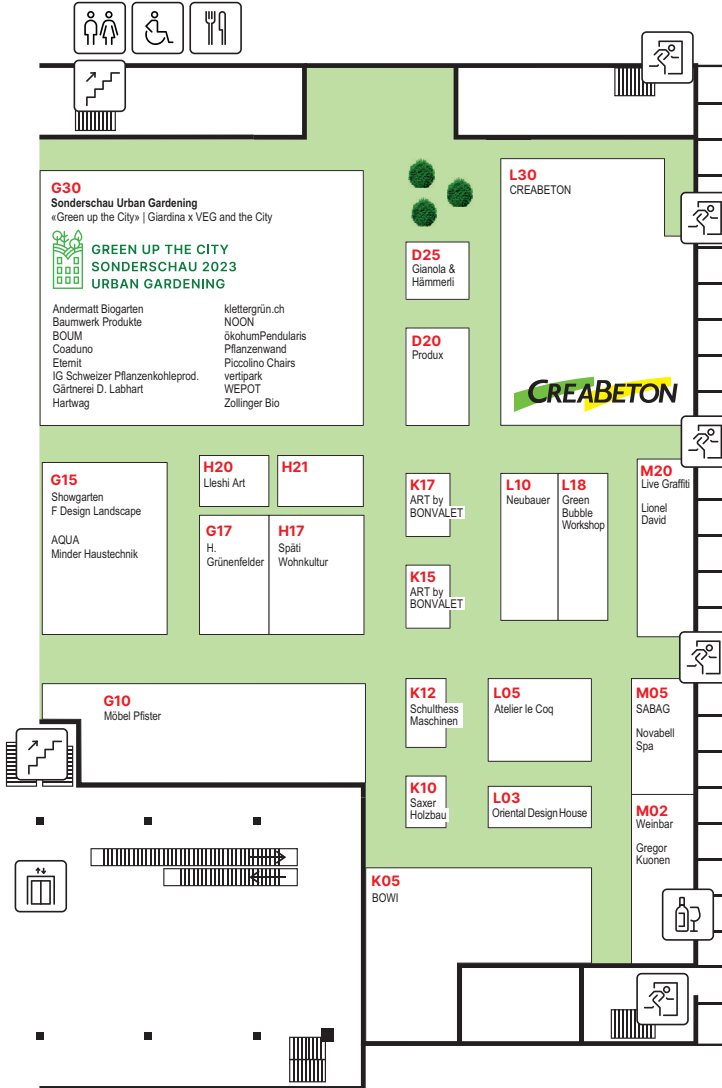 G30
Sonderschau Urban Gardening
«Green up the City» | Giardina x VEG and the City
GREEN UP THE CITY
SONDERSCHAU 2023
URBAN GARDENING
Andermatt Biogarten
Baumwerk Produkte
BOUM
Coaduno
Eternit
IG Schweizer Pflanzenkohleprod.
Gärtnerei D. Labhart
Hartwag
klettergrün.ch
NOON
ökohumPendularis
Pflanzenwand
Piccolino Chairs
vertipark
WEPOT
Zollinger Bio
D25
Gianola &
Hämmerli
D20
Produx
L30
CREABETON
CREABETON
G15
Showgarten
F Design Landscape
AQUA
Minder Haustechnik
H20
Lleshi Art
H21
G17
H.
Grünenfelder
H17
Späti
Wohnkultur
K17
ART by
BONVALET
K15
ART by
BONVALET
L10
Neubauer
L18
Green
Bubble
Workshop
M20
Live Graffiti
Lionel
David
G10
Möbel Pfister
K12
Schulthess
Maschinen
K10
Saxer
Holzbau
L05
Atelier le Coq
L03
Oriental Design House
M05
SABAG
Novabell
Spa
M02
Weinbar
Gregor
Kuonen
K05
BOWI